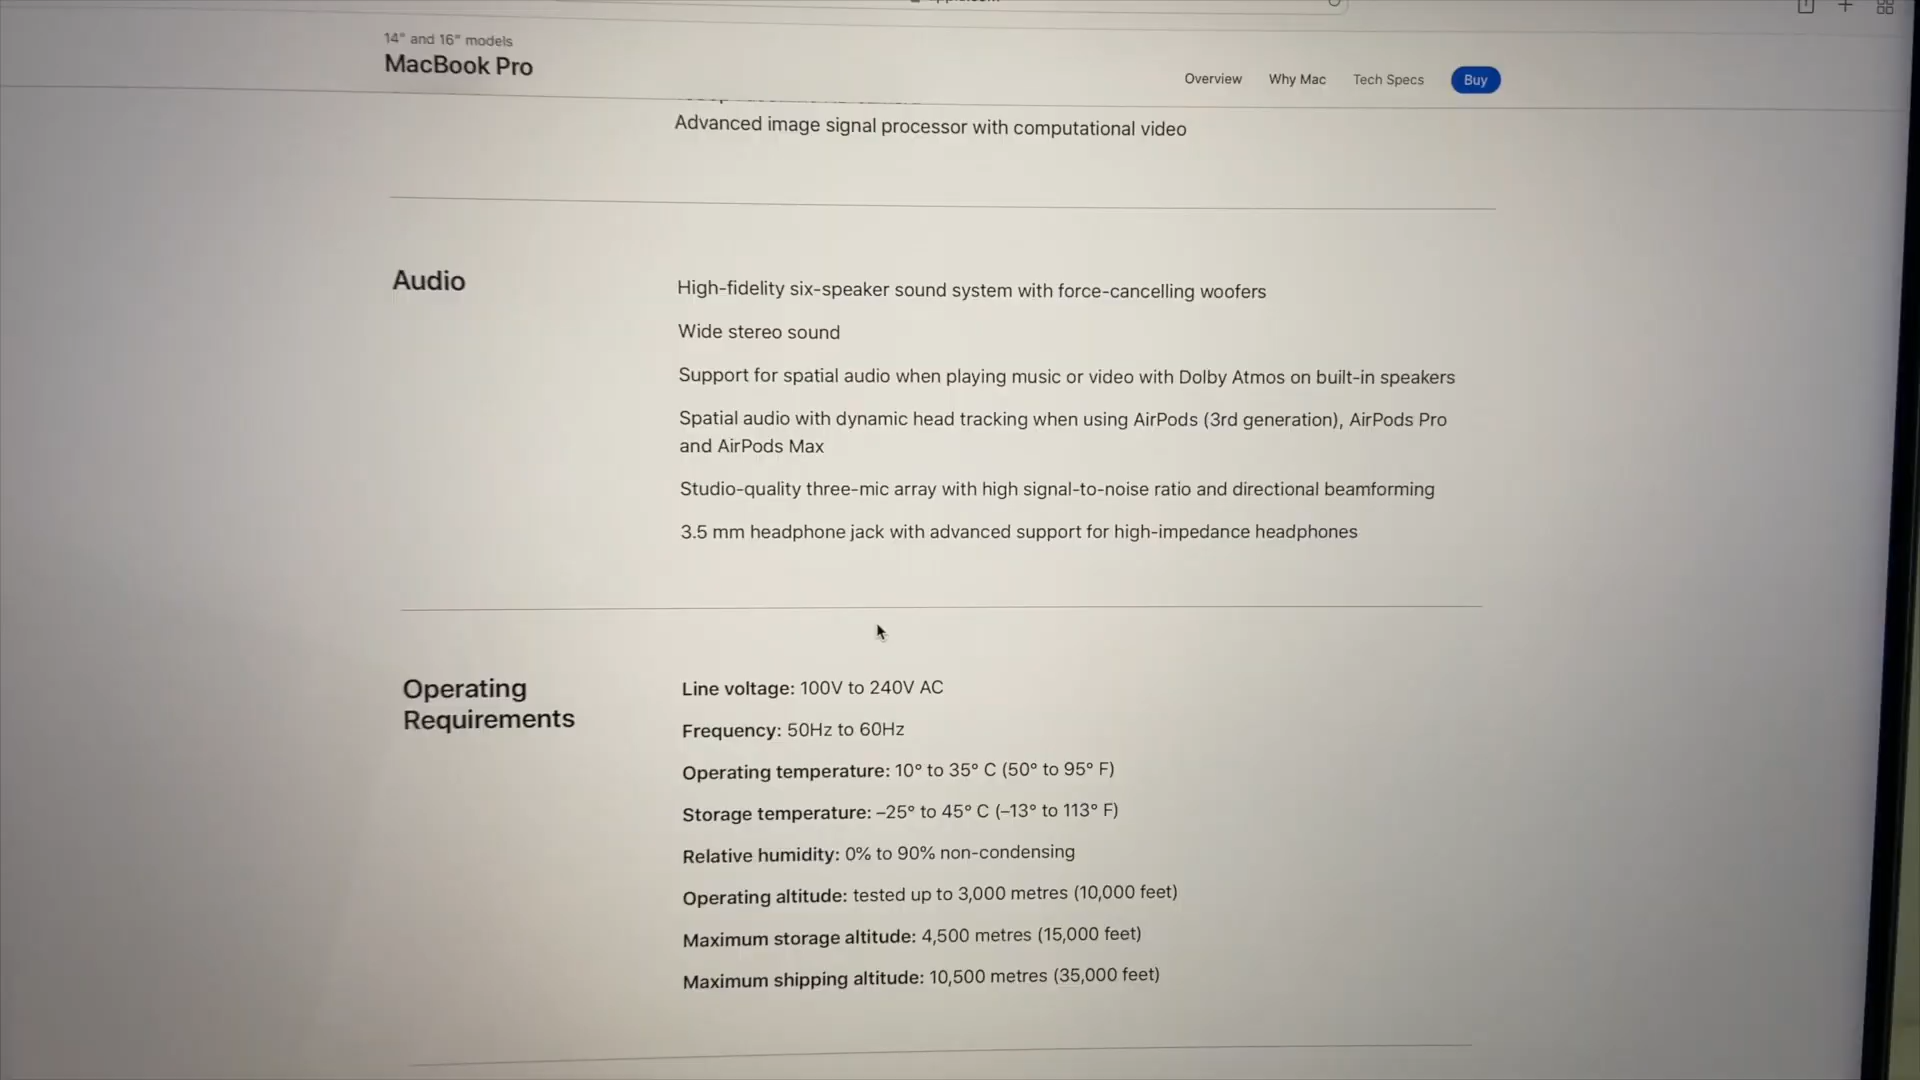 14" and 16" models
MacBook Pro
Overview
Why Mac
Tech Specs
Buy
Advanced image signal processor with computational video
Audio
High-fidelity six-speaker sound system with force-cancelling woofers
Wide stereo sound
Support for spatial audio when playing music or video with Dolby Atmos on built-in speakers
Spatial audio with dynamic head tracking when using AirPods (3rd generation), AirPods Pro
and AirPods Max
Studio-quality three-mic array with high signal-to-noise ratio and directional beamforming
3.5 mm headphone jack with advanced support for high-impedance headphones
Operating
Requirements
Line voltage: 100V to 240V AC
Frequency: 50Hz to 60Hz
Operating temperature: 10° to 35° C (50° to 95° F)
Storage temperature: –25° to 45° C (–13° to 113° F)
Relative humidity: 0% to 90% non-condensing
Operating altitude: tested up to 3,000 metres (10,000 feet)
Maximum storage altitude: 4,500 metres (15,000 feet)
Maximum shipping altitude: 10,500 metres (35,000 feet)